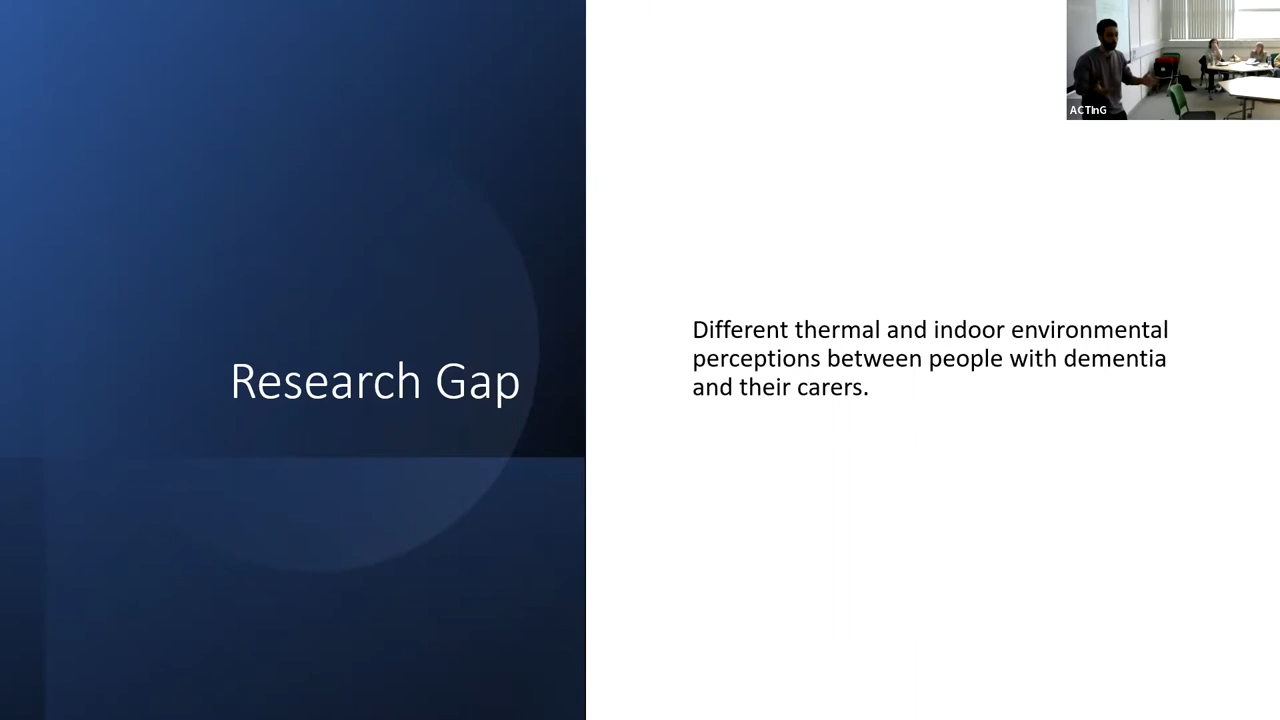 ACTInG
Research Gap
Different thermal and indoor environmental
perceptions between people with dementia
and their carers.